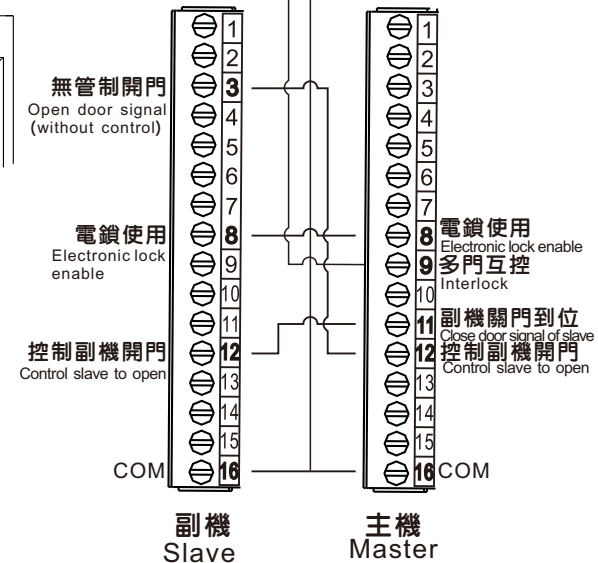 1
2
無管制開門
3
Open door signal
(without control)
4
5
6
7
電鎖使用
8
Electronic lock
enable
9
10
11
控制副機開門
12
Control slave to open
13
14
15
COM
16
副機
Slave
1
2
3
4
5
6
7
8
電鎖使用
Electronic lock enable
9
多門互控
Interlock
10
11
副機關門到位
Close door signal of slave
12
控制副機開門
Control slave to open
13
14
15
16
COM
主機
Master